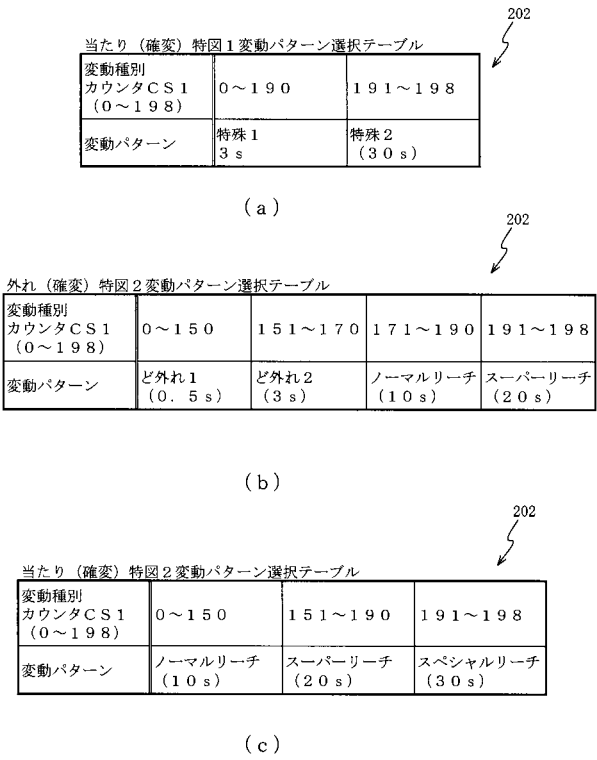 202
当たり（確変）特図１変動パターン選択テーブル
変動種別
カウンタＣＳ１
（０～１９８）
０～１９０
１９１～１９８
変動パターン
特殊１
３ｓ
特殊２
（３０ｓ）
（ａ）
202
外れ（確変）特図２変動パターン選択テーブル
変動種別
カウンタＣＳ１
（０～１９８）
０～１５０
１５１～１７０
１７１～１９０
１９１～１９８
変動パターン
ど外れ１
（０．５ｓ）
ど外れ２
（３ｓ）
ノーマルリーチ
（１０ｓ）
スーパーリーチ
（２０ｓ）
（ｂ）
202
当たり（確変）特図２変動パターン選択テーブル
変動種別
カウンタＣＳ１
（０～１９８）
０～１５０
１５１～１９０
１９１～１９８
変動パターン
ノーマルリーチ
（１０ｓ）
スーパーリーチ
（２０ｓ）
スペシャルリーチ
（３０ｓ）
（ｃ）